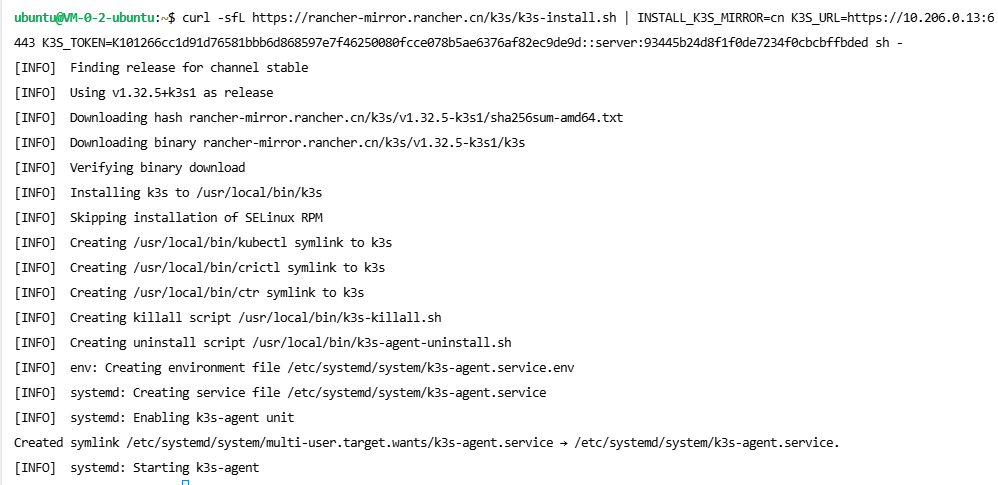 ubuntu@VM-0-2-ubuntu:~$ curl -sfL https://rancher-mirror.rancher.cn/k3s/k3s-install.sh | INSTALL_K3S_MIRROR=cn K3S_URL=https://10.206.0.13:6
443 K3S_TOKEN=K101266cc1d91d76581bbb6d868597e7f46250080fcce078b5ae6376af82ec9de9d::server:93445b24d8f1f0de7234f0cbcbffbded sh -
[INFO]  Finding release for channel stable
[INFO]  Using v1.32.5+k3s1 as release
[INFO]  Downloading hash rancher-mirror.rancher.cn/k3s/v1.32.5-k3s1/sha256sum-amd64.txt
[INFO]  Downloading binary rancher-mirror.rancher.cn/k3s/v1.32.5-k3s1/k3s
[INFO]  Verifying binary download
[INFO]  Installing k3s to /usr/local/bin/k3s
[INFO]  Skipping installation of SELinux RPM
[INFO]  Creating /usr/local/bin/kubectl symlink to k3s
[INFO]  Creating /usr/local/bin/crictl symlink to k3s
[INFO]  Creating /usr/local/bin/ctr symlink to k3s
[INFO]  Creating killall script /usr/local/bin/k3s-killall.sh
[INFO]  Creating uninstall script /usr/local/bin/k3s-agent-uninstall.sh
[INFO]  env: Creating environment file /etc/systemd/system/k3s-agent.service.env
[INFO]  systemd: Creating service file /etc/systemd/system/k3s-agent.service
[INFO]  systemd: Enabling k3s-agent unit
Created symlink /etc/systemd/system/multi-user.target.wants/k3s-agent.service → /etc/systemd/system/k3s-agent.service.
[INFO]  systemd: Starting k3s-agent